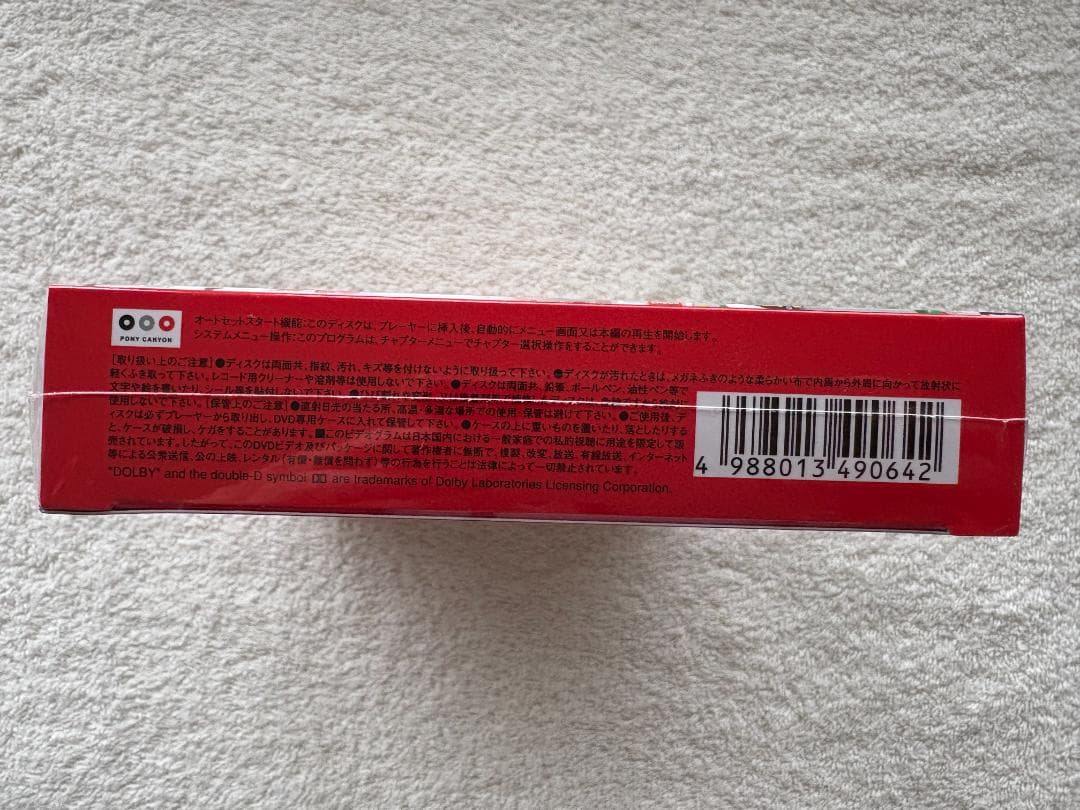 PONY CANYON
オートセットスタート機能：このディスクは、プレーヤーに挿入後、自動的にメニュー画面又は本編の再生を開始します。
システムメニュー操作：このプログラムは、チャプターメニューでチャプター選択操作をすることができます。
［取り扱い上のご注意］●ディスクは両面共、指紋、汚れ、キズ等を付けないように取り扱って下さい。●ディスクが汚れたときは、メガネふきのような柔らかい布で内周から外周に向かって放射状に
軽くふき取って下さい。レコード用クリーナーや溶剤等は使用しないで下さい。●ディスクは両面共、鉛筆、ボールペン、油性ペン等で
文字や絵を書いたり、シール等を貼付しないで下さい。
使用しないで下さい。［保管上のご注意］●直射日光の当たる所、高温・多湿な場所での使用・保管は避けて下さい。●ご使用後、デ
ィスクは必ずプレーヤーから取り出し、DVD専用ケースに入れて保管して下さい。●ケースの上に重いものを置いたり、落としたりする
と、ケースが破損し、ケガをすることがあります。■このビデオグラムは日本国内における一般家庭での私的視聴に用途を限定して販
売されています。したがって、このDVDビデオ及びパッケージに関して著作権者に無断で、複製、改変、放送、有線放送、インターネット
等による公衆送信、公の上映、レンタル（有償・無償を問わず）等の行為を行うことは法律によって一切禁止されています。
"DOLBY" and the double-D symbol are trademarks of Dolby Laboratories Licensing Corporation.
4 988013 490642